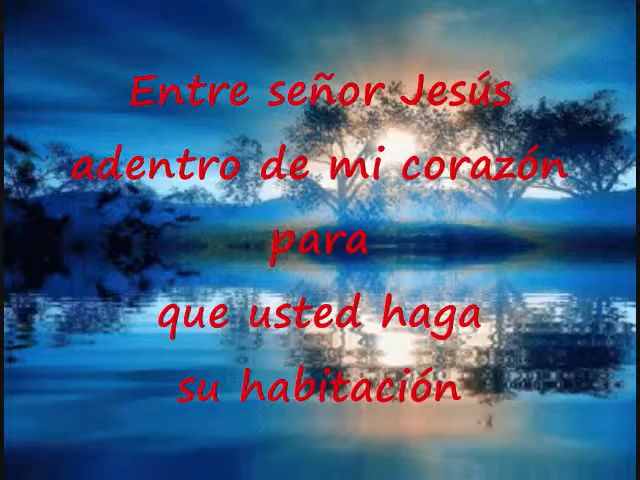 Entre señor Jesús
adentro de mi corazón
para
que usted haga
su habitación